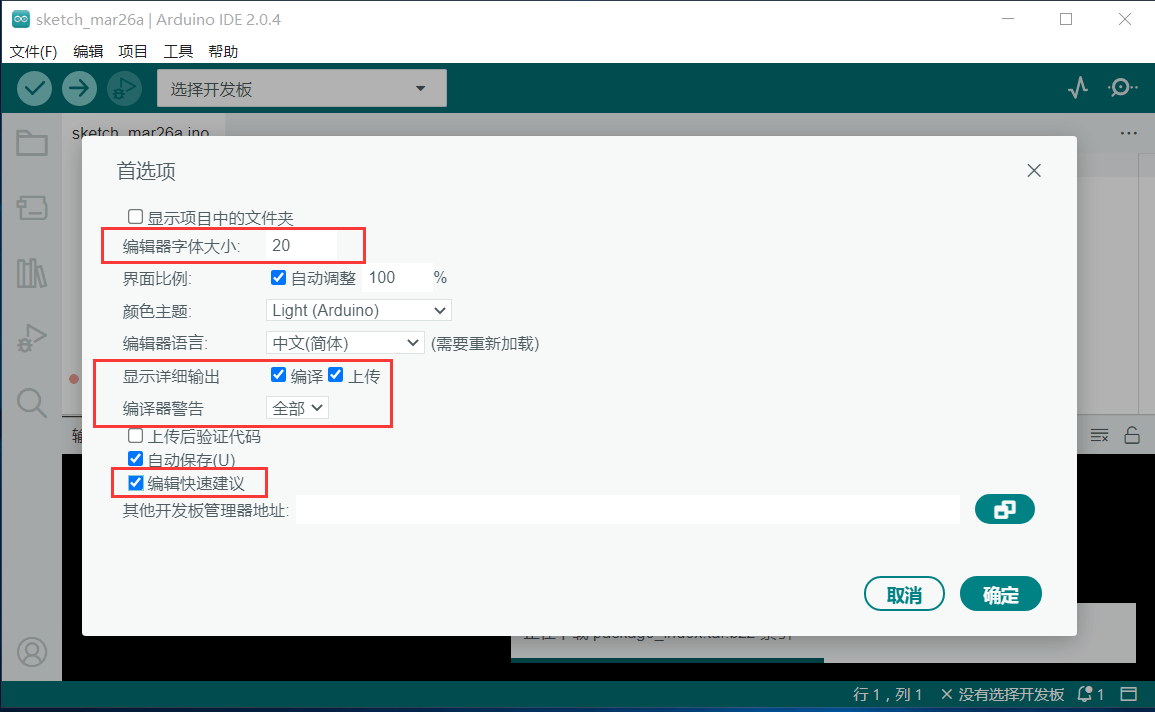 sketch_mar26a | Arduino IDE 2.0.4
文件(F) 编辑 项目 工具 帮助
选择开发板
sketch_mar26a.ino
首选项
显示项目中的文件夹
编辑器字体大小: 20
界面比例: 自动调整 100 %
颜色主题: Light (Arduino)
编辑器语言: 中文(简体) (需要重新加载)
显示详细输出 编译 上传
编译器警告 全部
上传后验证代码
自动保存(U)
编辑快速建议
其他开发板管理器地址:
取消 确定
正在下载 package_index.tar.bz2 索引
行 1，列 1 没有选择开发板 1